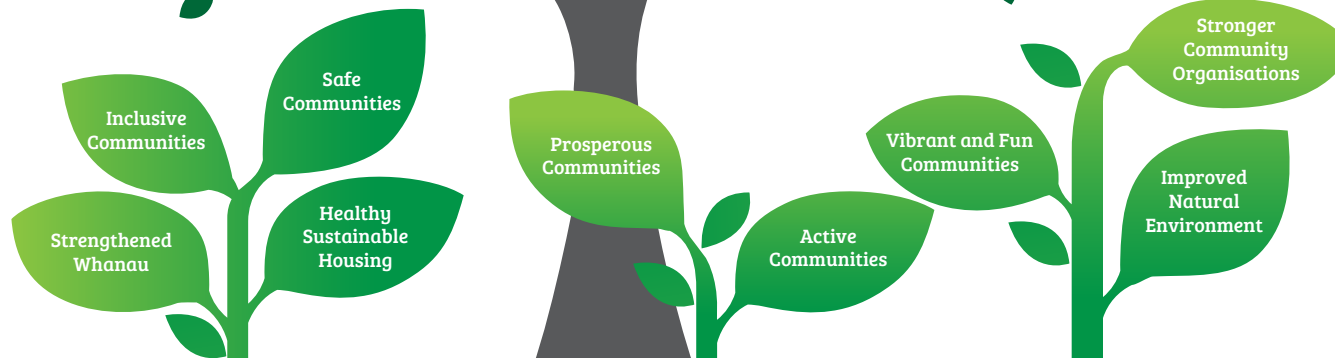 Safe
Communities
Inclusive
Communities
Strengthened
Whanau
Healthy
Sustainable
Housing
Prosperous
Communities
Active
Communities
Vibrant and Fun
Communities
Stronger
Community
Organisations
Improved
Natural
Environment